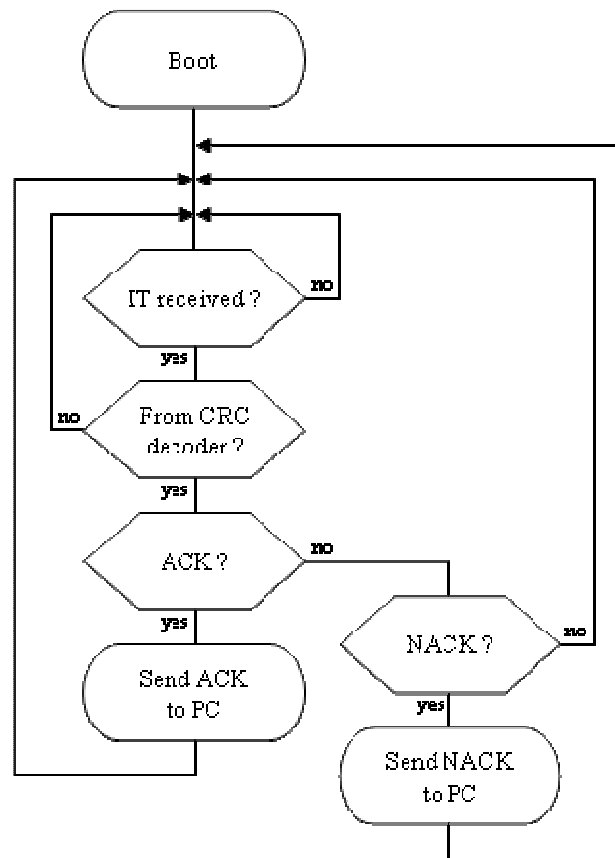 Boot
IT received ?
no
yes
From CRC
decoder ?
no
yes
ACK ?
no
yes
NACK ?
no
yes
Send ACK
to PC
Send NACK
to PC